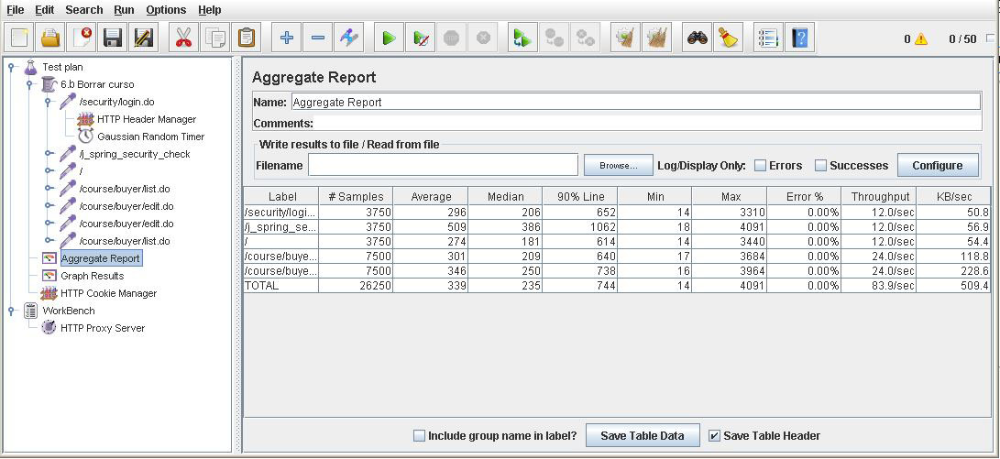 File Edit Search Run Options Help
0 0 / 50
Test plan
6.b Borrar curso
/security/login.do
HTTP Header Manager
Gaussian Random Timer
/j_spring_security_check
/
/course/buyer/list.do
/course/buyer/edit.do
/course/buyer/edit.do
/course/buyer/list.do
Aggregate Report
Graph Results
HTTP Cookie Manager
WorkBench
HTTP Proxy Server
Aggregate Report
Name: Aggregate Report
Comments:
Write results to file / Read from file
Filename Browse... Log/Display Only: Errors Successes Configure
Label # Samples Average Median 90% Line Min Max Error % Throughput KB/sec
/security/logi... 3750 296 206 652 14 3310 0.00% 12.0/sec 50.8
/j_spring_se... 3750 509 386 1062 18 4091 0.00% 12.0/sec 56.9
/ 3750 274 181 614 14 3440 0.00% 12.0/sec 54.4
/course/buye... 7500 301 209 640 17 3684 0.00% 24.0/sec 118.8
/course/buye... 7500 346 250 738 16 3964 0.00% 24.0/sec 228.6
TOTAL 26250 339 235 744 14 4091 0.00% 83.9/sec 509.4
Include group name in label? Save Table Data Save Table Header